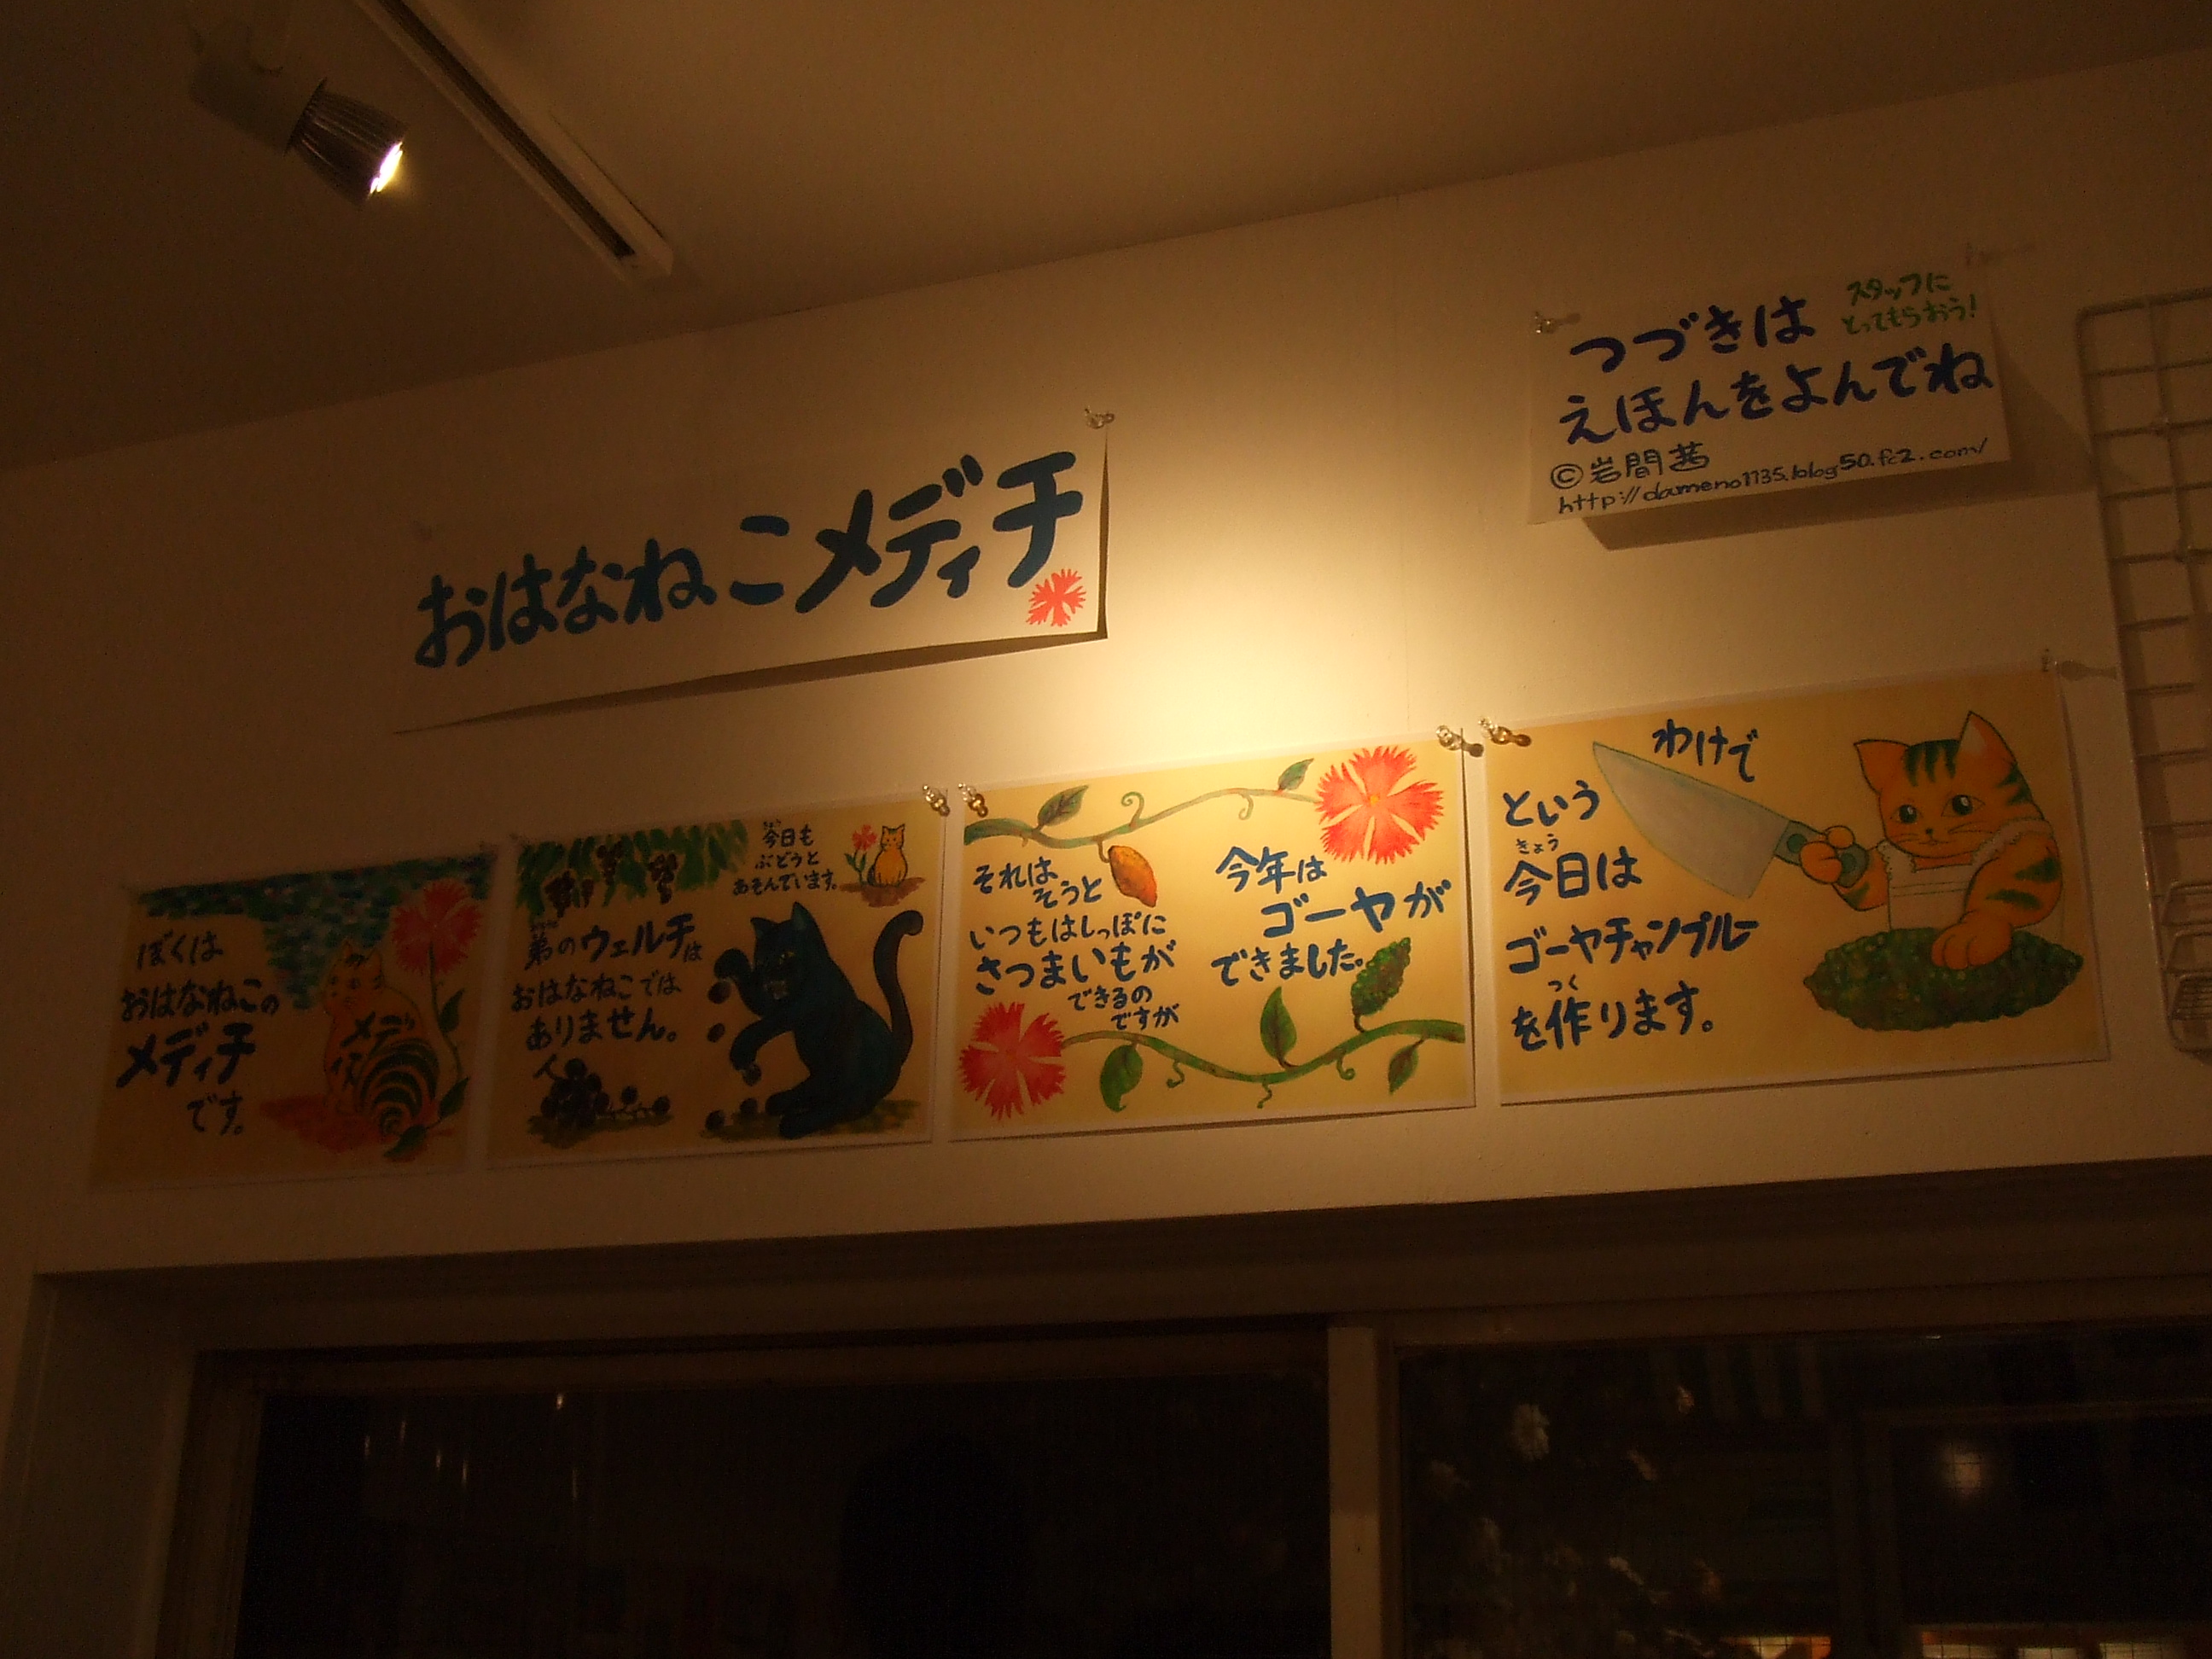 おはなねこメディチ
つづきは
スタッフに
とってもらおう!
えほんをよんでね
©岩間茜
http://dameno1135.blog50.fc2.com/
ぼくは
おはなねこの
メディチ
です。
今日も
ぶどうと
あそんでいます。
弟のウェルチは
おはなねこでは
ありません。
それは
そうと
いつもはしっぽに
さつまいもが
できるの
ですが
今年は
ゴーヤが
できました。
という
わけで
きょう
今日は
ゴーヤチャンプルー
つく
を作ります。